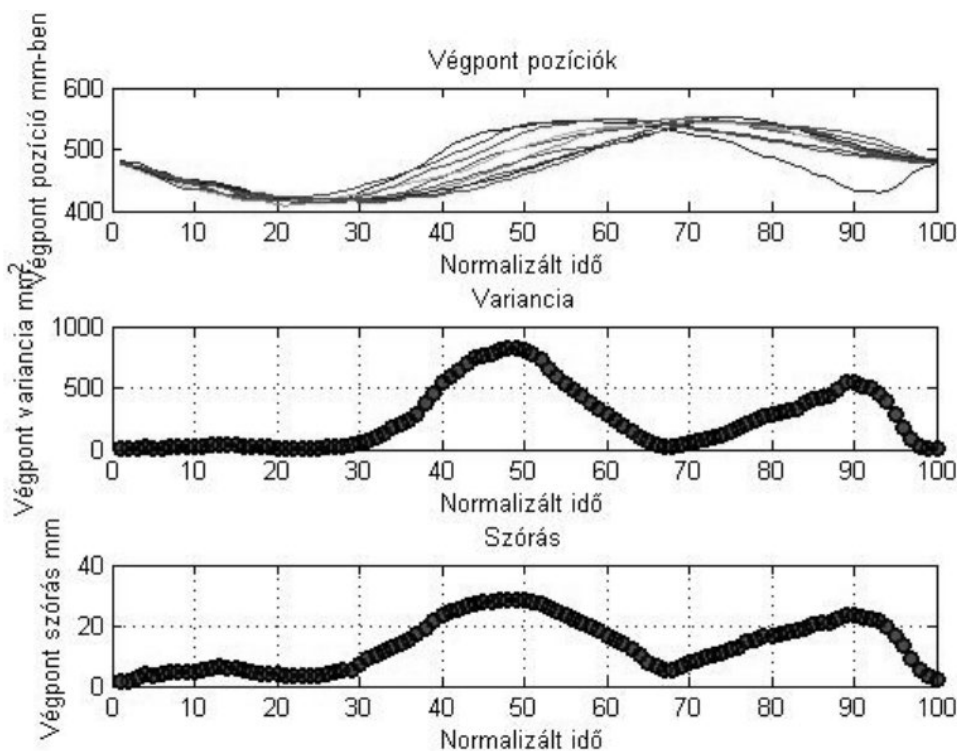 Végpont pozíciók
Végpont pozíció mm-ben
600
500
400
0 10 20 30 40 50 60 70 80 90 100
Normalizált idő
Variancia
Végpont variancia mm2
1000
500
0
0 10 20 30 40 50 60 70 80 90 100
Normalizált idő
Szórás
Végpont szórás mm
40
20
0
0 10 20 30 40 50 60 70 80 90 100
Normalizált idő